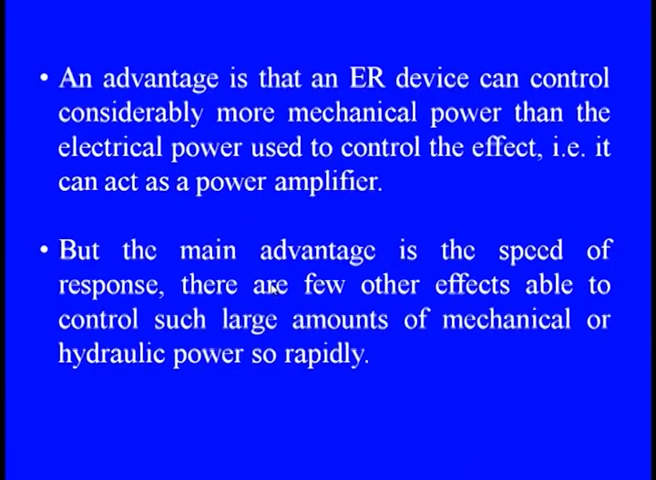 • An advantage is that an ER device can control
considerably more mechanical power than the
electrical power used to control the effect, i.e. it
can act as a power amplifier.
• But the main advantage is the speed of
response, there are few other effects able to
control such large amounts of mechanical or
hydraulic power so rapidly.